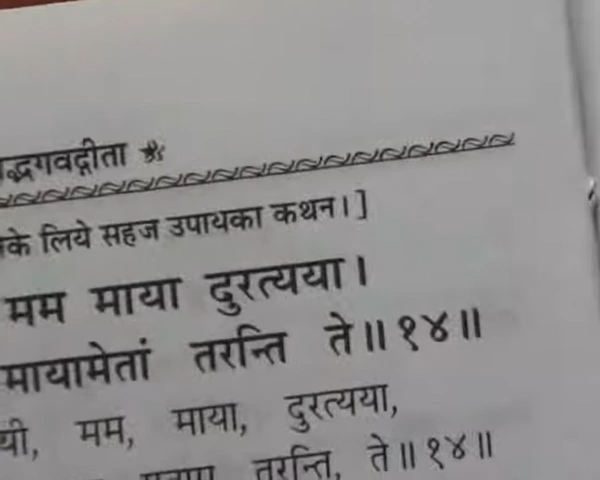 द्भगवद्गीता
के लिये सहज उपायका कथन।]
मम माया दुरत्यया।
मायामेतां तरन्ति ते॥१४॥
मम, माया, दुरत्यया,
तरन्ति, ते॥१४॥